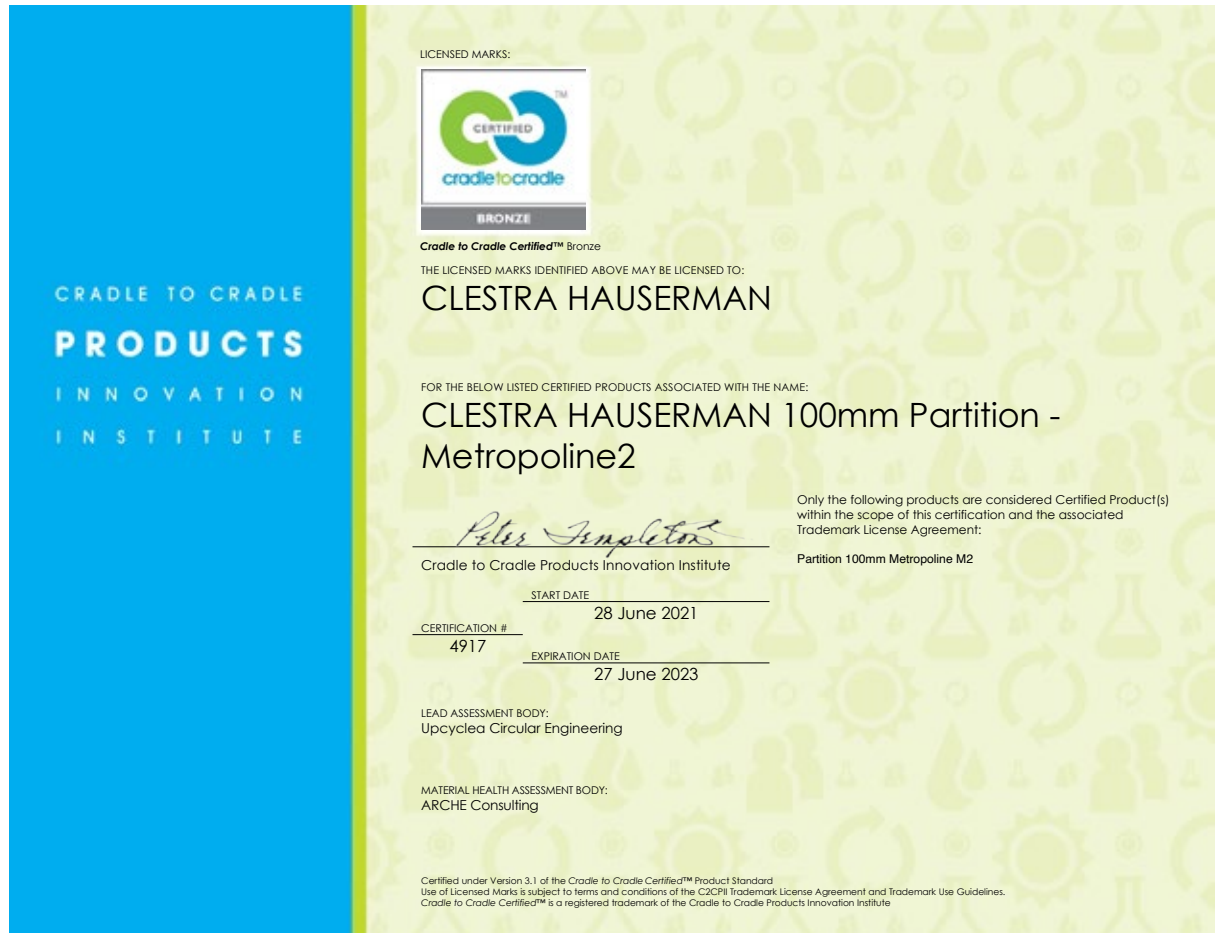 CRADLE TO CRADLE
PRODUCTS
INNOVATION
INSTITUTE
LICENSED MARKS:
TM
CERTIFIED
cradletocradle
BRONZE
Cradle to Cradle Certified™ Bronze
THE LICENSED MARKS IDENTIFIED ABOVE MAY BE LICENSED TO:
CLESTRA HAUSERMAN
FOR THE BELOW LISTED CERTIFIED PRODUCTS ASSOCIATED WITH THE NAME:
CLESTRA HAUSERMAN 100mm Partition -
Metropoline2
Peter Templeton
Cradle to Cradle Products Innovation Institute
START DATE
28 June 2021
CERTIFICATION #
4917
EXPIRATION DATE
27 June 2023
Only the following products are considered Certified Product(s)
within the scope of this certification and the associated
Trademark License Agreement:
Partition 100mm Metropoline M2
LEAD ASSESSMENT BODY:
Upcyclea Circular Engineering
MATERIAL HEALTH ASSESSMENT BODY:
ARCHE Consulting
Certified under Version 3.1 of the Cradle to Cradle Certified™ Product Standard
Use of Licensed Marks is subject to terms and conditions of the C2CPII Trademark License Agreement and Trademark Use Guidelines.
Cradle to Cradle Certified™ is a registered trademark of the Cradle to Cradle Products Innovation Institute